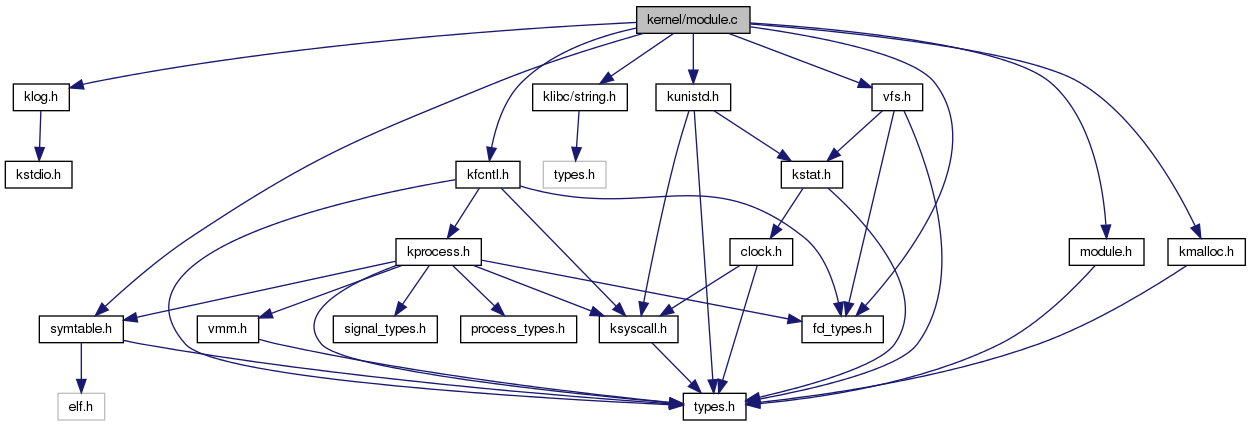 kernel/module.c
klog.h
klibc/string.h
kunistd.h
vfs.h
kstdio.h
kfcntl.h
types.h
kstat.h
kprocess.h
clock.h
module.h
kmalloc.h
symtable.h
vmm.h
signal_types.h
process_types.h
ksyscall.h
fd_types.h
elf.h
types.h